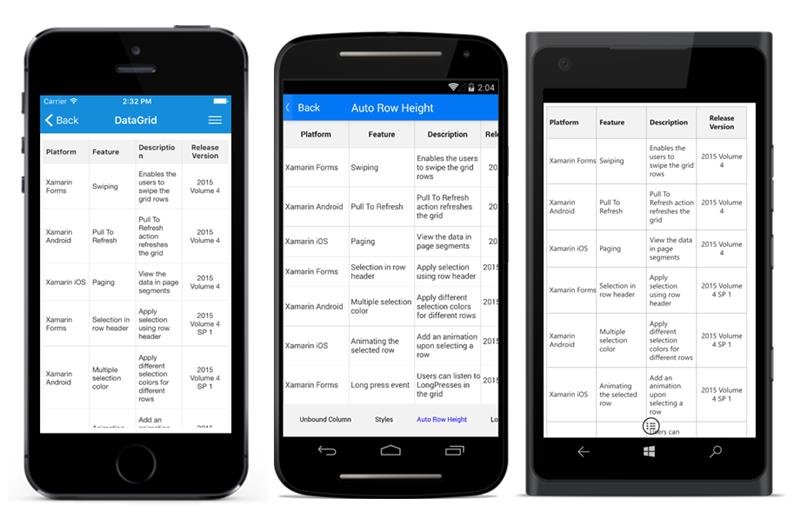 Carrier 2:32 PM
Back DataGrid
Platform
Feature
Descriptio
n
Release
Version
Xamarin
Forms
Swiping
Enables the
users to
swipe the
grid rows
2015
Volume 4
Xamarin
Android
Pull To
Refresh
Pull To
Refresh
action
refreshes
the grid
2015
Volume 4
Xamarin iOS
Paging
View the
data in page
segments
2015
Volume 4
Xamarin
Forms
Selection in
row header
Apply
selection
using row
header
2015
Volume 4
SP 1
Xamarin
Android
Multiple
selection
color
Apply
different
selection
colors for
different
rows
2015
Volume 4
SP 1
Add an
2:04
Back Auto Row Height
Platform
Feature
Description
Rel
Xamarin Forms
Swiping
Enables the users
to swipe the grid
rows
20
Xamarin Android
Pull To Refresh
Pull To Refresh
action refreshes
the grid
20
Xamarin iOS
Paging
View the data in
page segments
20
Xamarin Forms
Selection in row
header
Apply selection
using row header
2015
Xamarin Android
Multiple selection
color
Apply different
selection colors
for different rows
2015
Xamarin iOS
Animating the
selected row
Add an animation
upon selecting a
row
2015
Xamarin Forms
Long press event
Users can listen to
LongPresses in
the grid
2015
Unbound Column Styles Auto Row Height Lo
Platform
Feature
Description
Release
Version
Xamarin Forms
Swiping
Enables the
users to
swipe the grid
rows
2015 Volume
4
Xamarin
Android
Pull To
Refresh
Pull To
Refresh action
refreshes the
grid
2015 Volume
4
Xamarin iOS
Paging
View the data
in page
segments
2015 Volume
4
Xamarin Forms
Selection in
row header
Apply
selection
using row
header
2015 Volume
4 SP 1
Xamarin
Android
Multiple
selection
color
Apply
different
selection
colors for
different rows
2015 Volume
4 SP 1
Xamarin iOS
Animating
the selected
row
Add an
animation
upon
selecting a
row
2015 Volume
4 SP 1
Users can